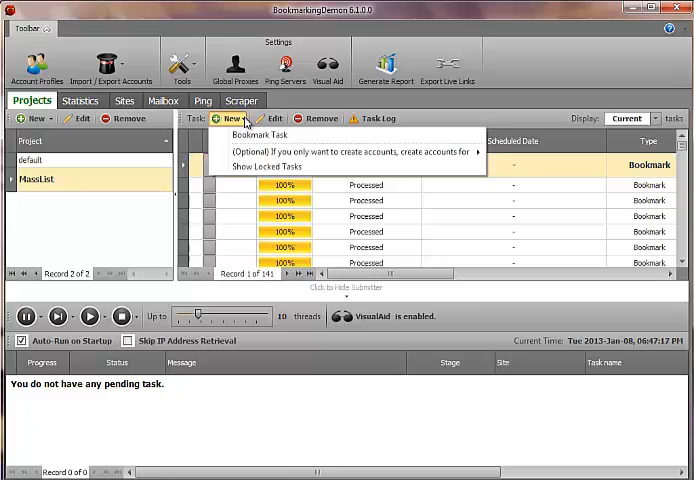 BookmarkingDemon 6.1.0.0
Toolbar
Settings
Account Profiles
Import / Export Accounts
Tools
Global Proxies
Ping Servers
Visual Aid
Generate Report
Export Live Links
Projects
Statistics
Sites
Mailbox
Ping
Scraper
New
Edit
Remove
Task:
New
Edit
Remove
Task Log
Display:
Current
tasks
Project
Scheduled Date
Type
Bookmark Task
(Optional) If you only want to create accounts, create accounts for
Show Locked Tasks
default
MassList
-
Bookmark
100% Processed - Bookmark
100% Processed - Bookmark
100% Processed - Bookmark
100% Processed - Bookmark
100% Processed - Bookmark
100% Processed - Bookmark
Record 2 of 2
Record 1 of 141
Click to Hide Submitter
Up to
10 threads
VisualAid is enabled.
Auto-Run on Startup
Skip IP Address Retrieval
Current Time: Tue 2013-Jan-08, 06:47:17 PM
Progress
Status
Message
Stage
Site
Task name
You do not have any pending task.
Record 0 of 0